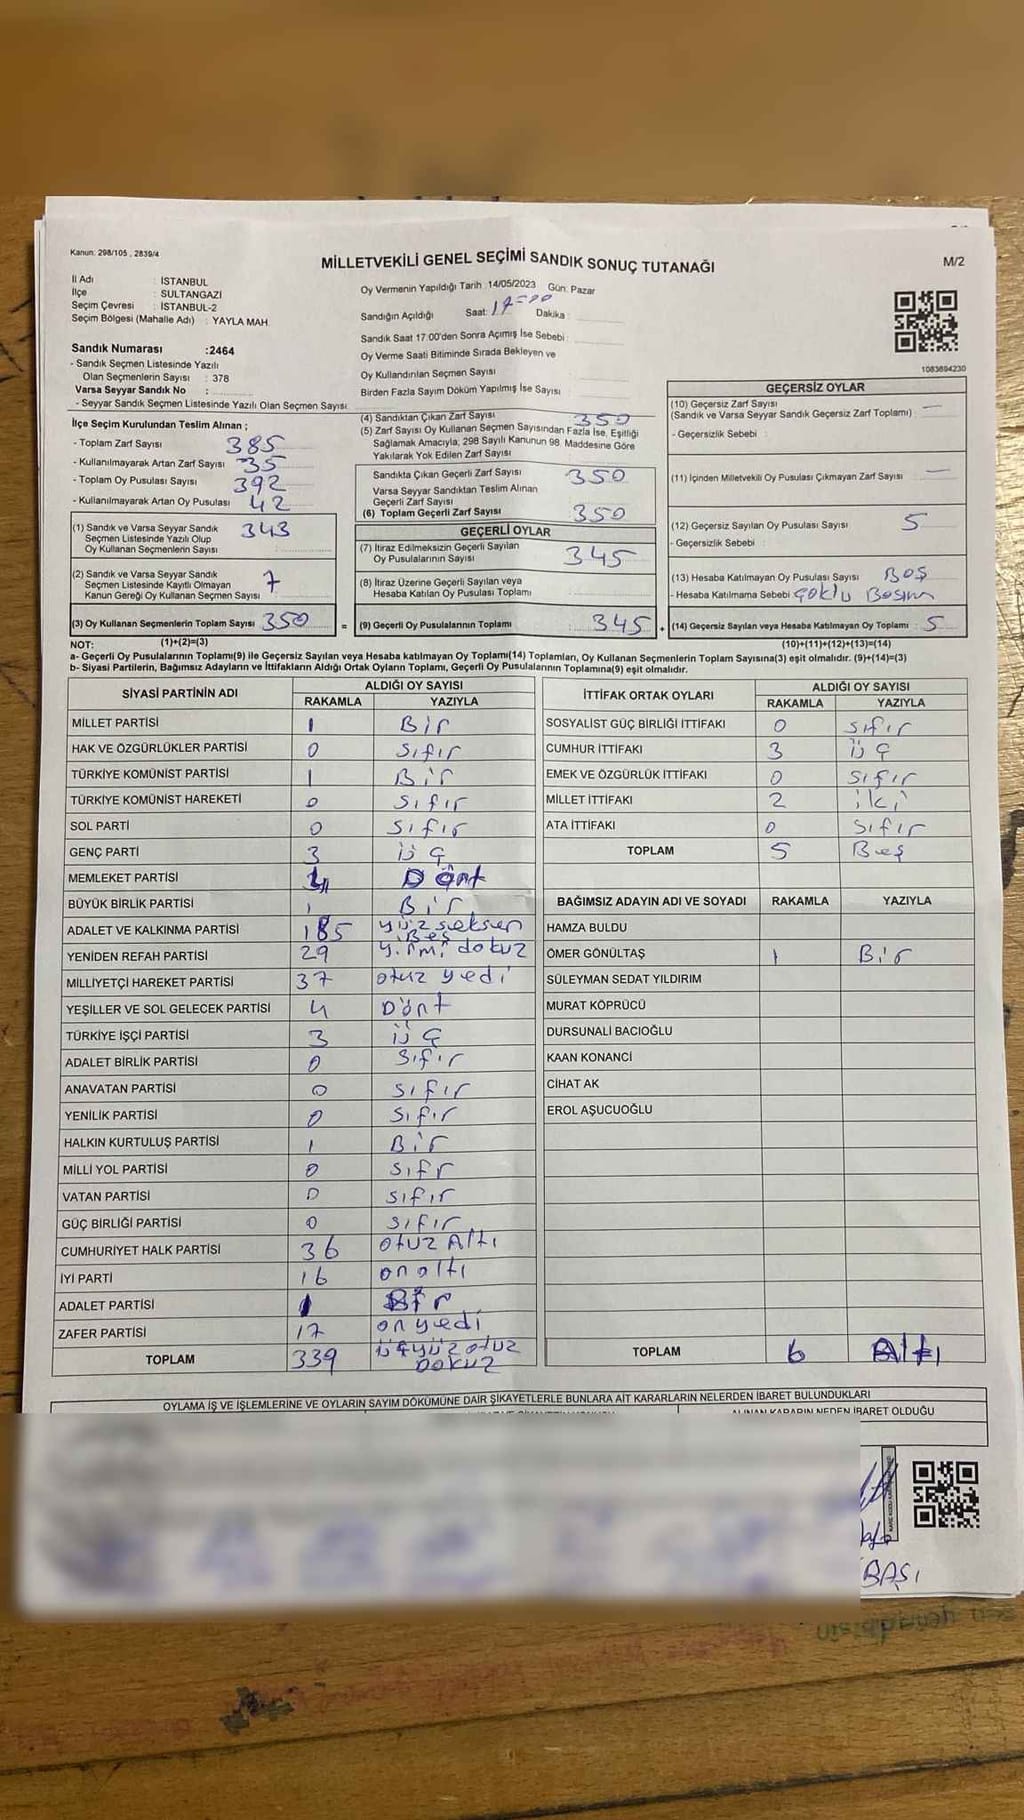 Kanun: 298/105 , 2839/4
MİLLETVEKİLİ GENEL SEÇİMİ SANDIK SONUÇ TUTANAĞI
M/2
İl Adı : İSTANBUL
İlçe : SULTANGAZİ
Seçim Çevresi : İSTANBUL-2
Seçim Bölgesi (Mahalle Adı) : YAYLA MAH.
Oy Vermenin Yapıldığı Tarih :14/05/2023 Gün: Pazar
Sandığın Açıldığı Saat: 17=00 Dakika :
Sandık Saat 17:00'den Sonra Açımış İse Sebebi :
Oy Verme Saati Bitiminde Sırada Bekleyen ve
Oy Kullandırılan Seçmen Sayısı
Birden Fazla Sayım Döküm Yapılmış İse Sayısı
1083694230
Sandık Numarası :2464
- Sandık Seçmen Listesinde Yazılı
Olan Seçmenlerin Sayısı : 378
Varsa Seyyar Sandık No :
- Seyyar Sandık Seçmen Listesinde Yazılı Olan Seçmen Sayısı:
İlçe Seçim Kurulundan Teslim Alınan ;
- Toplam Zarf Sayısı 385
- Kullanılmayarak Artan Zarf Sayısı 35
- Toplam Oy Pusulası Sayısı 392
- Kullanılmayarak Artan Oy Pusulası 42
(1) Sandık ve Varsa Seyyar Sandık 343
Seçmen Listesinde Yazılı Olup
Oy Kullanan Seçmenlerin Sayısı
(2) Sandık ve Varsa Seyyar Sandık
Seçmen Listesinde Kayıtlı Olmayan 7
Kanun Gereği Oy Kullanan Seçmen Sayısı
(3) Oy Kullanan Seçmenlerin Toplam Sayısı 350 =
(1)+(2)=(3)
(4) Sandıktan Çıkan Zarf Sayısı 350
(5) Zarf Sayısı Oy Kullanan Seçmen Sayısından Fazla İse, Eşitliği
Sağlamak Amacıyla; 298 Sayılı Kanunun 98. Maddesine Göre
Yakılarak Yok Edilen Zarf Sayısı
Sandıkta Çıkan Geçerli Zarf Sayısı 350
Varsa Seyyar Sandıktan Teslim Alınan
Geçerli Zarf Sayısı
(6) Toplam Geçerli Zarf Sayısı 350
GEÇERLİ OYLAR
(7) İtiraz Edilmeksizin Geçerli Sayılan 345
Oy Pusulalarının Sayısı
(8) İtiraz Üzerine Geçerli Sayılan veya
Hesaba Katılan Oy Pusulası Toplamı
(9) Geçerli Oy Pusulalarının Toplamı 345 +
GEÇERSİZ OYLAR
(10) Geçersiz Zarf Sayısı —
(Sandık ve Varsa Seyyar Sandık Geçersiz Zarf Toplamı) :
- Geçersizlik Sebebi :
(11) İçinden Milletvekili Oy Pusulası Çıkmayan Zarf Sayısı —
(12) Geçersiz Sayılan Oy Pusulası Sayısı 5
- Geçersizlik Sebebi :
(13) Hesaba Katılmayan Oy Pusulası Sayısı BOŞ
- Hesaba Katılmama Sebebi Çoklu Basım
(14) Geçersiz Sayılan veya Hesaba Katılmayan Oy Toplamı : 5
(10)+(11)+(12)+(13)=(14)
NOT:
a- Geçerli Oy Pusulalarının Toplamı(9) ile Geçersiz Sayılan veya Hesaba katılmayan Oy Toplamı(14) Toplamları, Oy Kullanan Seçmenlerin Toplam Sayısına(3) eşit olmalıdır. (9)+(14)=(3)
b- Siyasi Partilerin, Bağımsız Adayların ve İttifakların Aldığı Ortak Oyların Toplamı, Geçerli Oy Pusulalarının Toplamına(9) eşit olmalıdır.
SİYASİ PARTİNİN ADI ALDIĞI OY SAYISI
RAKAMLA YAZIYLA
MİLLET PARTİSİ 1 Bir
HAK VE ÖZGÜRLÜKLER PARTİSİ 0 Sıfır
TÜRKİYE KOMÜNİST PARTİSİ 1 Bir
TÜRKİYE KOMÜNİST HAREKETİ 0 Sıfır
SOL PARTİ 0 Sıfır
GENÇ PARTİ 3 üç
MEMLEKET PARTİSİ 4 Dört
BÜYÜK BİRLİK PARTİSİ 1 Bir
ADALET VE KALKINMA PARTİSİ 185 yüz seksen Beş
YENİDEN REFAH PARTİSİ 29 yirmi dokuz
MİLLİYETÇİ HAREKET PARTİSİ 37 otuz yedi
YEŞİLLER VE SOL GELECEK PARTİSİ 4 Dört
TÜRKİYE İŞÇİ PARTİSİ 3 üç
ADALET BİRLİK PARTİSİ 0 Sıfır
ANAVATAN PARTİSİ 0 Sıfır
YENİLİK PARTİSİ 0 Sıfır
HALKIN KURTULUŞ PARTİSİ 1 Bir
MİLLİ YOL PARTİSİ 0 Sıfr
VATAN PARTİSİ 0 Sıfır
GÜÇ BİRLİĞİ PARTİSİ 0 Sıfır
CUMHURİYET HALK PARTİSİ 36 otuz Altı
İYİ PARTİ 16 on altı
ADALET PARTİSİ 1 Bir
ZAFER PARTİSİ 17 on yedi
TOPLAM 339 üçyüz otuz Dokuz
İTTİFAK ORTAK OYLARI ALDIĞI OY SAYISI
RAKAMLA YAZIYLA
SOSYALİST GÜÇ BİRLİĞİ İTTİFAKI 0 Sıfır
CUMHUR İTTİFAKI 3 üç
EMEK VE ÖZGÜRLÜK İTTİFAKI 0 Sıfır
MİLLET İTTİFAKI 2 iki
ATA İTTİFAKI 0 Sıfır
TOPLAM 5 Beş
BAĞIMSIZ ADAYIN ADI VE SOYADI RAKAMLA YAZIYLA
HAMZA BULDU
ÖMER GÖNÜLTAŞ 1 Bir
SÜLEYMAN SEDAT YILDIRIM
MURAT KÖPRÜCÜ
DURSUNALİ BACIOĞLU
KAAN KONANCİ
CİHAT AK
EROL AŞUCUOĞLU
TOPLAM 6 Altı
OYLAMA İŞ VE İŞLEMLERİNE VE OYLARIN SAYIM DÖKÜMÜNE DAİR ŞİKAYETLERLE BUNLARA AİT KARARLARIN NELERDEN İBARET BULUNDUKLARI
ALINAN KARARIN NEDEN İBARET OLDUĞU
BAŞI